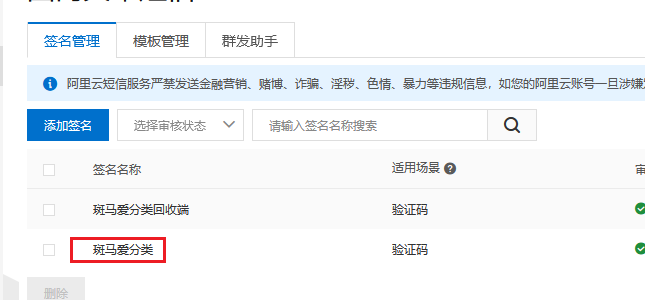 签名管理 模板管理 群发助手
阿里云短信服务严禁发送金融营销、赌博、诈骗、淫秽、色情、暴力等违规信息，如您的阿里云账号一旦涉嫌
添加签名 选择审核状态 请输入签名名称搜索
签名名称 适用场景 ?
斑马爱分类回收端 验证码
斑马爱分类 验证码
删除